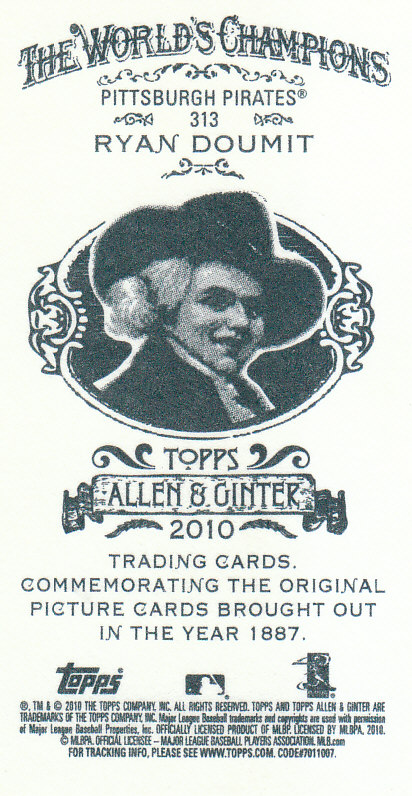 THE WORLD'S CHAMPIONS
PITTSBURGH PIRATES®
313
RYAN DOUMIT
TOPPS
ALLEN & GINTER
2010
TRADING CARDS.
COMMEMORATING THE ORIGINAL
PICTURE CARDS BROUGHT OUT
IN THE YEAR 1887.
topps
®, TM & © 2010 THE TOPPS COMPANY, INC. ALL RIGHTS RESERVED. TOPPS AND TOPPS ALLEN & GINTER ARE
TRADEMARKS OF THE TOPPS COMPANY, INC. Major League Baseball trademarks and copyrights are used with permission
of Major League Baseball Properties, Inc. OFFICIALLY LICENSED PRODUCT OF MLBP. LICENSED BY MLBPA, 2010.
© MLBPA. OFFICIAL LICENSEE – MAJOR LEAGUE BASEBALL PLAYERS ASSOCIATION. MLB.com
FOR TRACKING INFO, PLEASE SEE WWW.TOPPS.COM. CODE#7011007.